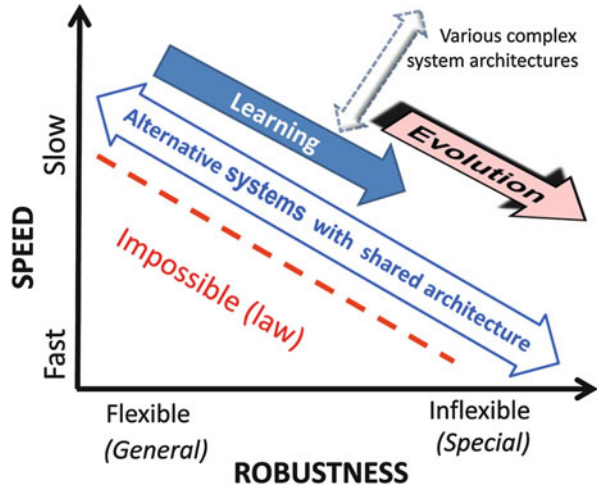 Various complex
system architectures
Learning
Evolution
Alternative systems with shared architecture
Impossible (law)
SPEED
Slow
Fast
Flexible
(General)
Inflexible
(Special)
ROBUSTNESS